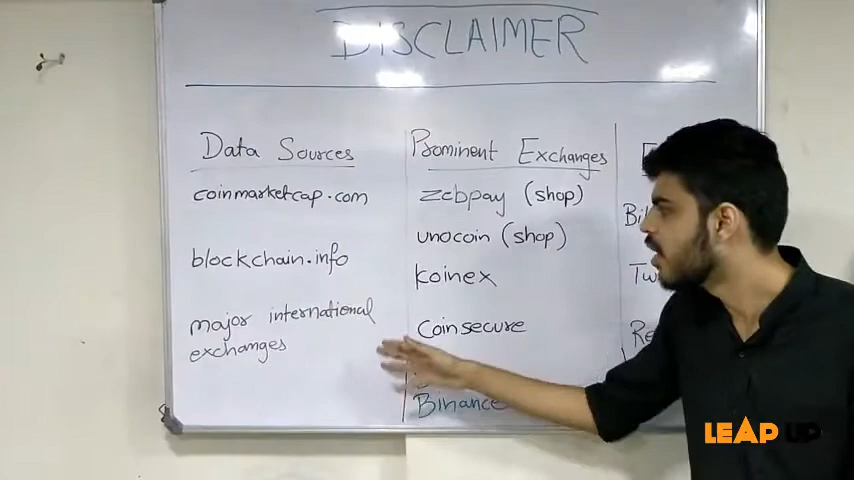 DISCLAIMER
Data Sources
coinmarketcap.com
blockchain.info
major international
exchanges
Prominent Exchanges
zebpay (shop)
unocoin (shop)
Koinex
Coinsecure
Binance
LEAP UP